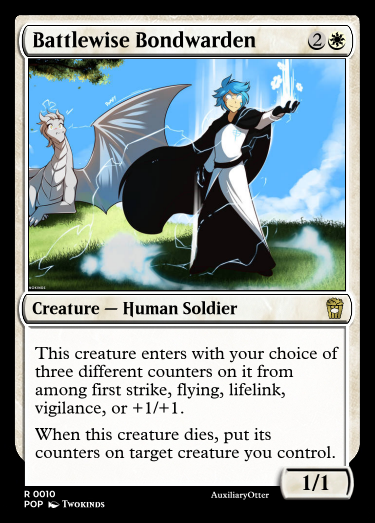 Battlewise Bondwarden 2
Creature — Human Soldier
This creature enters with your choice of
three different counters on it from
among first strike, flying, lifelink,
vigilance, or +1/+1.
When this creature dies, put its
counters on target creature you control.
1/1
R 0010
POP Twokinds
AuxiliaryOtter